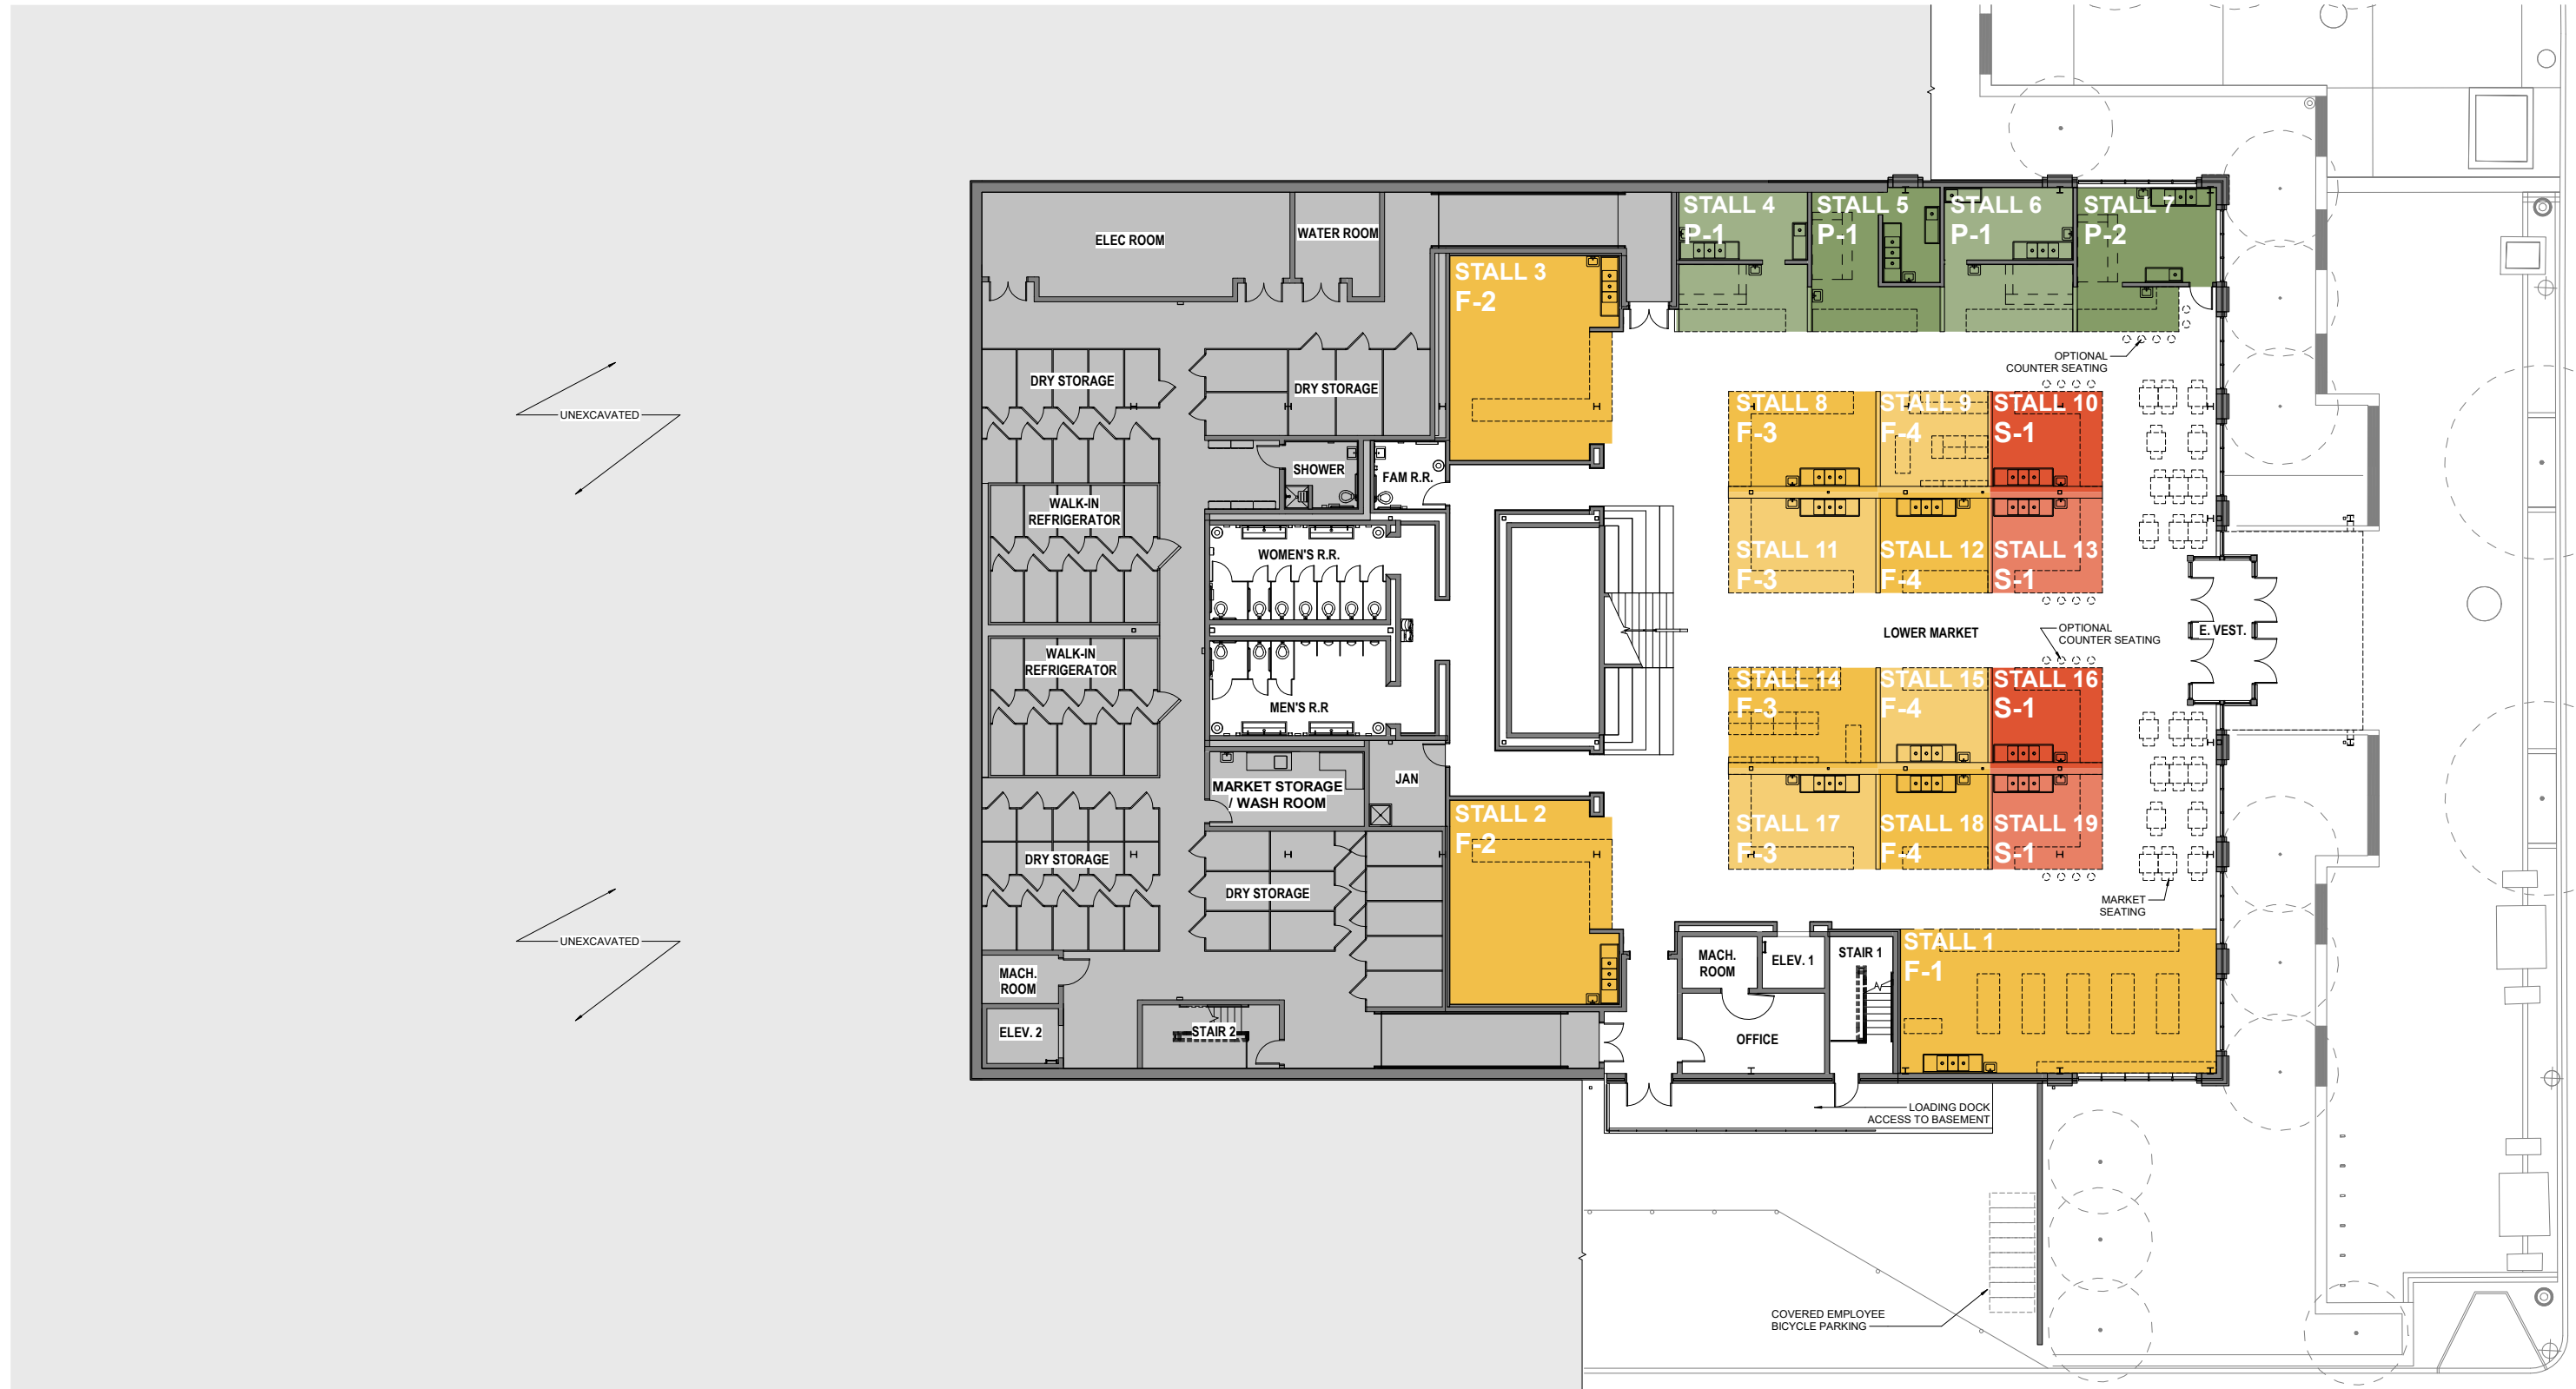 ELEC ROOM
WATER ROOM
STALL 4
P-1
STALL 5
P-1
STALL 6
P-1
STALL 7
P-2
STALL 3
F-2
OPTIONAL
COUNTER SEATING
DRY STORAGE
DRY STORAGE
UNEXCAVATED
STALL 8
F-3
STALL 9
F-4
STALL 10
S-1
SHOWER
FAM R.R.
WALK-IN
REFRIGERATOR
WOMEN'S R.R.
STALL 11
F-3
STALL 12
F-4
STALL 13
S-1
LOWER MARKET
OPTIONAL
COUNTER SEATING
E. VEST.
WALK-IN
REFRIGERATOR
MEN'S R.R
STALL 14
F-3
STALL 15
F-4
STALL 16
S-1
MARKET STORAGE
/ WASH ROOM
JAN
STALL 2
F-2
STALL 17
F-3
STALL 18
F-4
STALL 19
S-1
DRY STORAGE
DRY STORAGE
MARKET
SEATING
UNEXCAVATED
MACH.
ROOM
MACH.
ROOM
ELEV. 1
STAIR 1
STALL 1
F-1
ELEV. 2
STAIR 2
OFFICE
LOADING DOCK
ACCESS TO BASEMENT
COVERED EMPLOYEE
BICYCLE PARKING